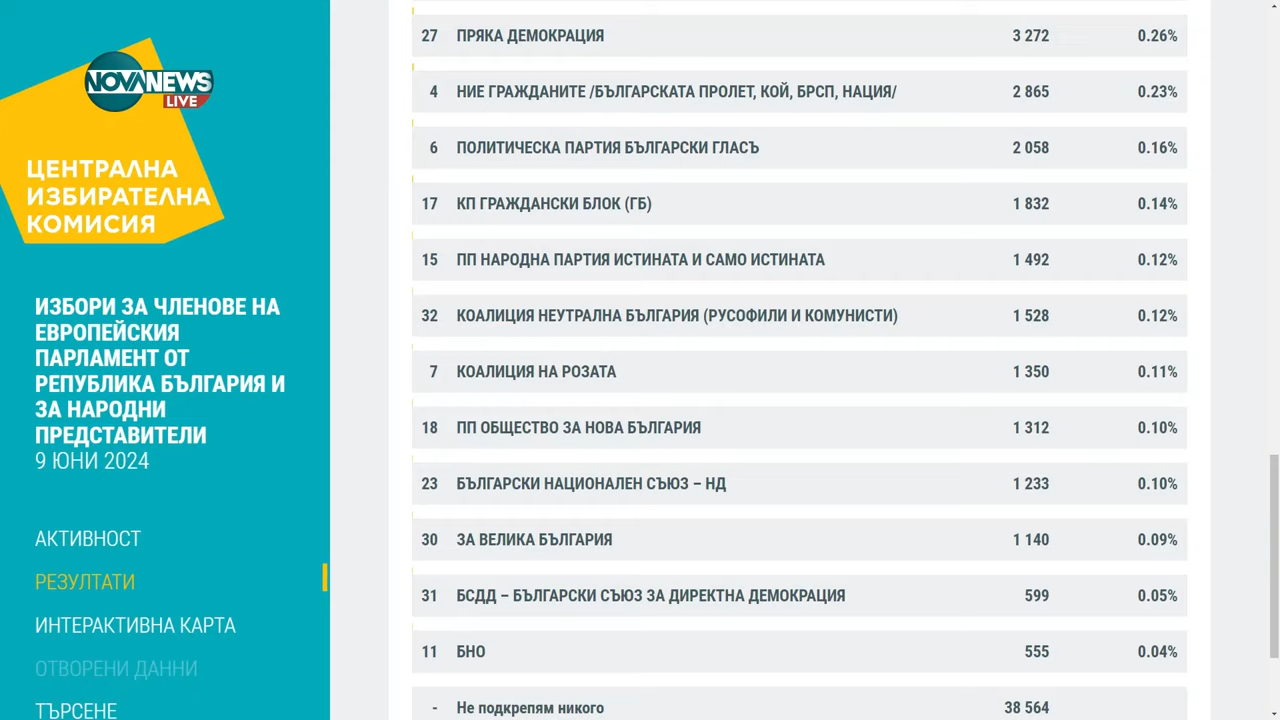 NOVANEWS
LIVE
ЦЕНТРАЛНА
ИЗБИРАТЕЛНА
КОМИСИЯ
ИЗБОРИ ЗА ЧЛЕНОВЕ НА
ЕВРОПЕЙСКИЯ
ПАРЛАМЕНТ ОТ
РЕПУБЛИКА БЪЛГАРИЯ И
ЗА НАРОДНИ
ПРЕДСТАВИТЕЛИ
9 ЮНИ 2024
АКТИВНОСТ
РЕЗУЛТАТИ
ИНТЕРАКТИВНА КАРТА
ОТВОРЕНИ ДАННИ
ТЪРСЕНЕ
27 ПРЯКА ДЕМОКРАЦИЯ 3 272 0.26%
4 НИЕ ГРАЖДАНИТЕ /БЪЛГАРСКАТА ПРОЛЕТ, КОЙ, БРСП, НАЦИЯ/ 2 865 0.23%
6 ПОЛИТИЧЕСКА ПАРТИЯ БЪЛГАРСКИ ГЛАСЪ 2 058 0.16%
17 КП ГРАЖДАНСКИ БЛОК (ГБ) 1 832 0.14%
15 ПП НАРОДНА ПАРТИЯ ИСТИНАТА И САМО ИСТИНАТА 1 492 0.12%
32 КОАЛИЦИЯ НЕУТРАЛНА БЪЛГАРИЯ (РУСОФИЛИ И КОМУНИСТИ) 1 528 0.12%
7 КОАЛИЦИЯ НА РОЗАТА 1 350 0.11%
18 ПП ОБЩЕСТВО ЗА НОВА БЪЛГАРИЯ 1 312 0.10%
23 БЪЛГАРСКИ НАЦИОНАЛЕН СЪЮЗ – НД 1 233 0.10%
30 ЗА ВЕЛИКА БЪЛГАРИЯ 1 140 0.09%
31 БСДД – БЪЛГАРСКИ СЪЮЗ ЗА ДИРЕКТНА ДЕМОКРАЦИЯ 599 0.05%
11 БНО 555 0.04%
- Не подкрепям никого 38 564